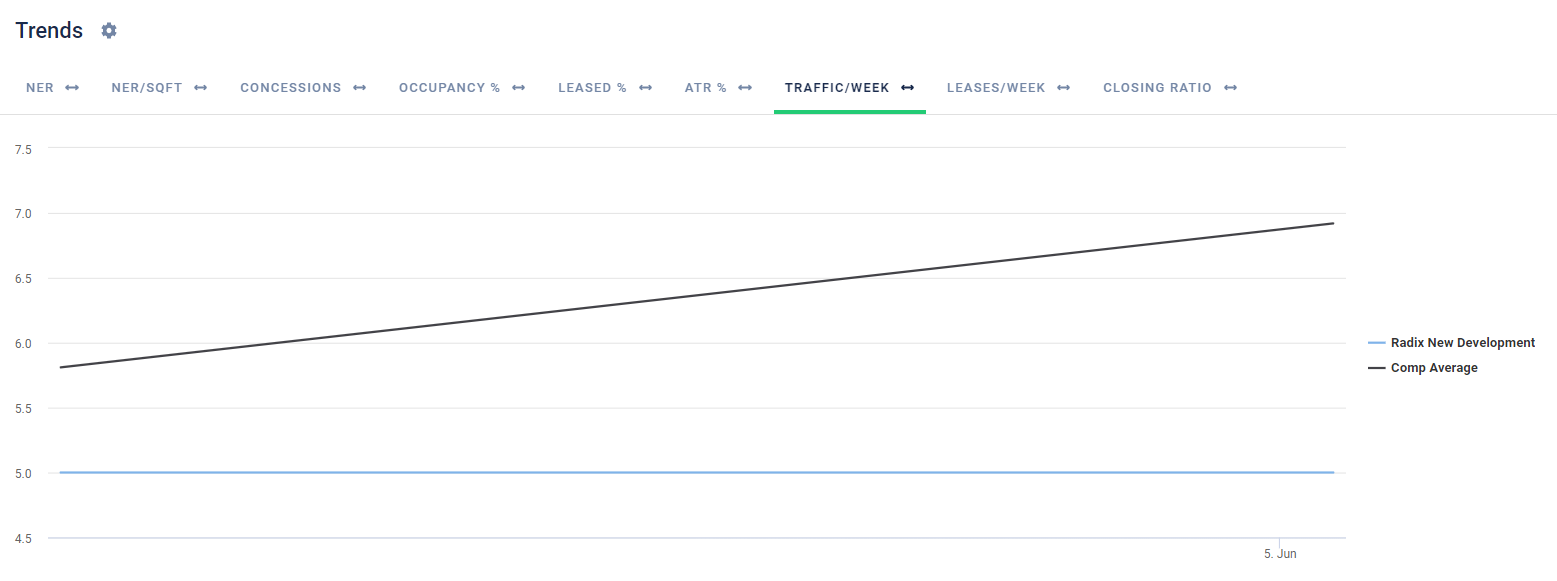 Trends
NER NER/SQFT CONCESSIONS OCCUPANCY % LEASED % ATR % TRAFFIC/WEEK LEASES/WEEK CLOSING RATIO
7.5
7.0
6.5
6.0
5.5
5.0
4.5
5. Jun
Radix New Development
Comp Average